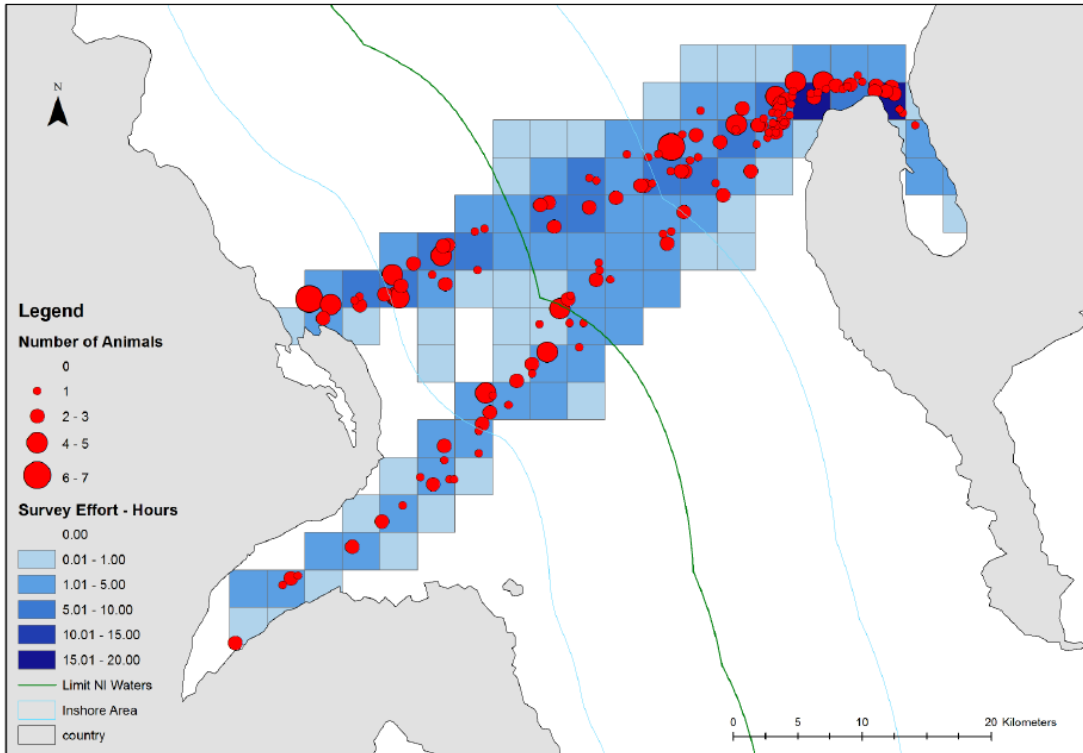 N
Legend
Number of Animals
0
1
2 - 3
4 - 5
6 - 7
Survey Effort - Hours
0.00
0.01 - 1.00
1.01 - 5.00
5.01 - 10.00
10.01 - 15.00
15.01 - 20.00
Limit NI Waters
Inshore Area
country
0 5 10 20 Kilometers